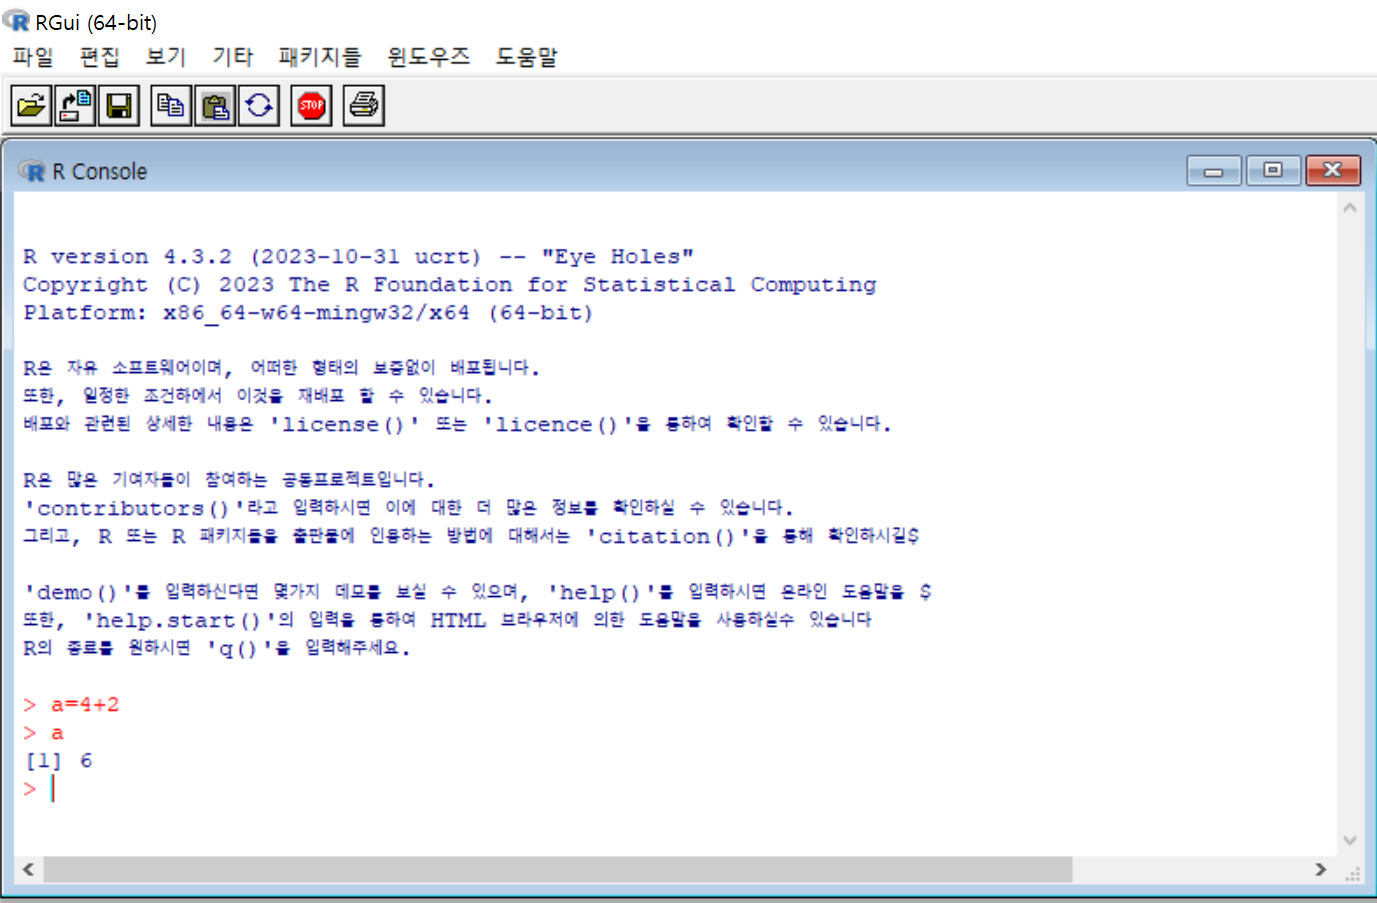 RGui (64-bit)
파일 편집 보기 기타 패키지들 윈도우즈 도움말
STOP
R Console
R version 4.3.2 (2023-10-31 ucrt) -- "Eye Holes"
Copyright (C) 2023 The R Foundation for Statistical Computing
Platform: x86_64-w64-mingw32/x64 (64-bit)
R은 자유 소프트웨어이며, 어떠한 형태의 보증없이 배포됩니다.
또한, 일정한 조건하에서 이것을 재배포 할 수 있습니다.
배포와 관련된 상세한 내용은 'license()' 또는 'licence()'을 통하여 확인할 수 있습니다.
R은 많은 기여자들이 참여하는 공동프로젝트입니다.
'contributors()'라고 입력하시면 이에 대한 더 많은 정보를 확인하실 수 있습니다.
그리고, R 또는 R 패키지들을 출판물에 인용하는 방법에 대해서는 'citation()'을 통해 확인하시길$
'demo()'를 입력하신다면 몇가지 데모를 보실 수 있으며, 'help()'를 입력하시면 온라인 도움말을 $
또한, 'help.start()'의 입력을 통하여 HTML 브라우저에 의한 도움말을 사용하실수 있습니다
R의 종료를 원하시면 'q()'을 입력해주세요.
> a=4+2
> a
[1] 6
>